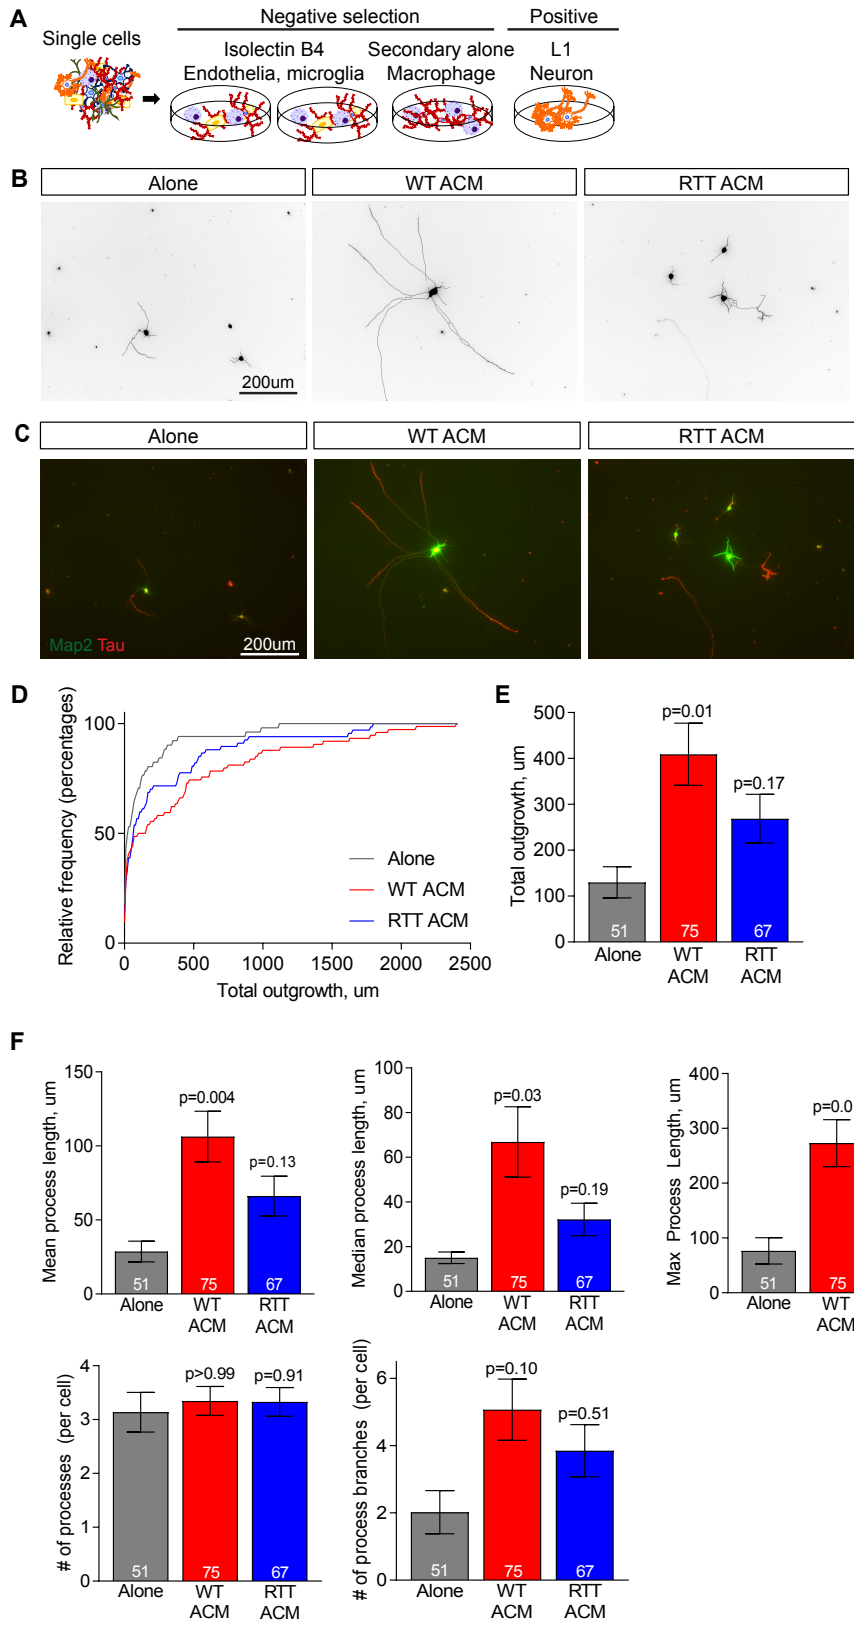 A
Negative selection
Positive
Single cells
Isolectin B4
Endothelia, microglia
Secondary alone
Macrophage
L1
Neuron
B
Alone
WT ACM
RTT ACM
200um
C
Alone
WT ACM
RTT ACM
Map2 Tau
200um
D
Relative frequency (percentages)
100
50
0
Alone
WT ACM
RTT ACM
0 500 1000 1500 2000 2500
Total outgrowth, um
E
Total outgrowth, um
500
400
300
200
100
0
p=0.01
p=0.17
51 75 67
Alone WT ACM RTT ACM
F
Mean process length, um
150
100
50
0
p=0.004
p=0.13
51 75 67
Alone WT ACM RTT ACM
Median process length, um
100
80
60
40
20
0
p=0.03
p=0.19
51 75 67
Alone WT ACM RTT ACM
Max Process Length, um
400
300
200
100
0
p=0.0
51 75
Alone WT ACM
# of processes (per cell)
4
3
2
1
0
p>0.99
p=0.91
51 75 67
Alone WT ACM RTT ACM
# of process branches (per cell)
6
4
2
0
p=0.10
p=0.51
51 75 67
Alone WT ACM RTT ACM